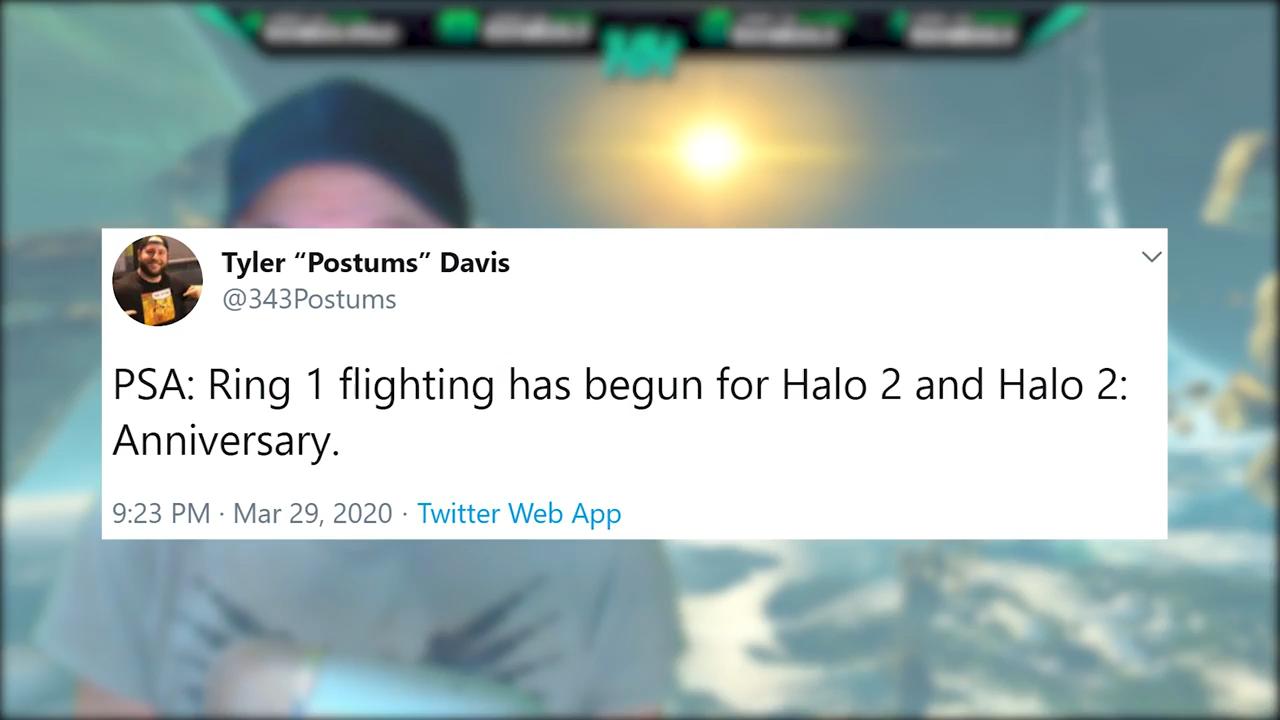 Tyler “Postums” Davis
@343Postums
PSA: Ring 1 flighting has begun for Halo 2 and Halo 2:
Anniversary.
9:23 PM · Mar 29, 2020 · Twitter Web App